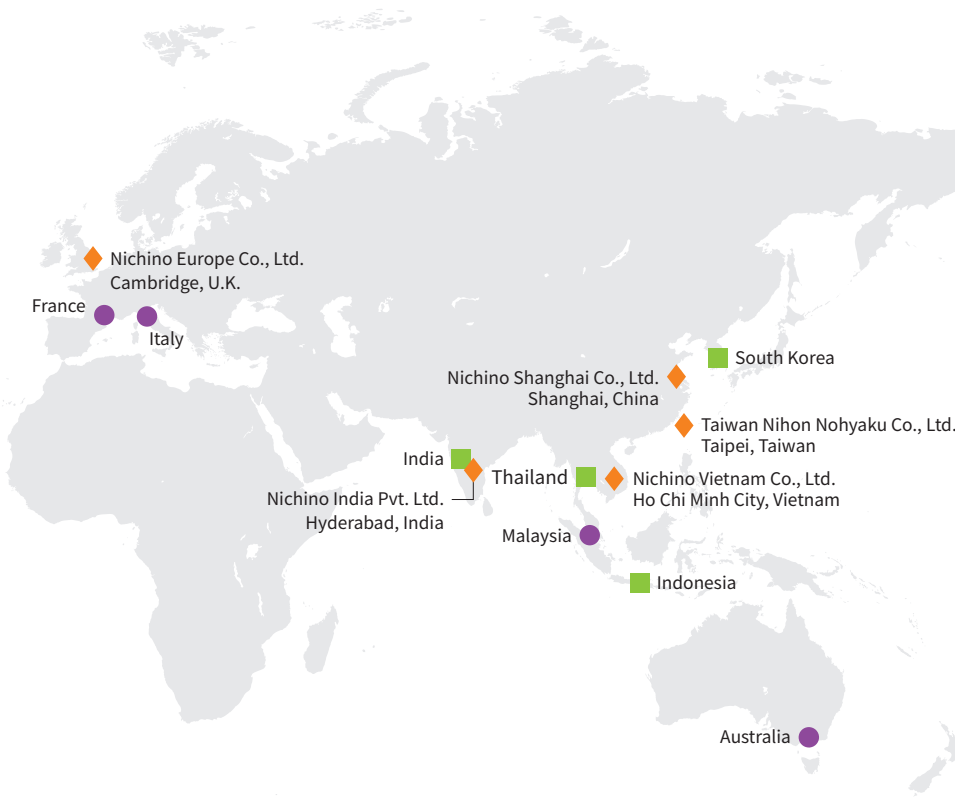 Nichino Europe Co., Ltd.
Cambridge, U.K.
France
Italy
South Korea
Nichino Shanghai Co., Ltd.
Shanghai, China
Taiwan Nihon Nohyaku Co., Ltd.
Taipei, Taiwan
India
Thailand
Nichino Vietnam Co., Ltd.
Ho Chi Minh City, Vietnam
Nichino India Pvt. Ltd.
Hyderabad, India
Malaysia
Indonesia
Australia